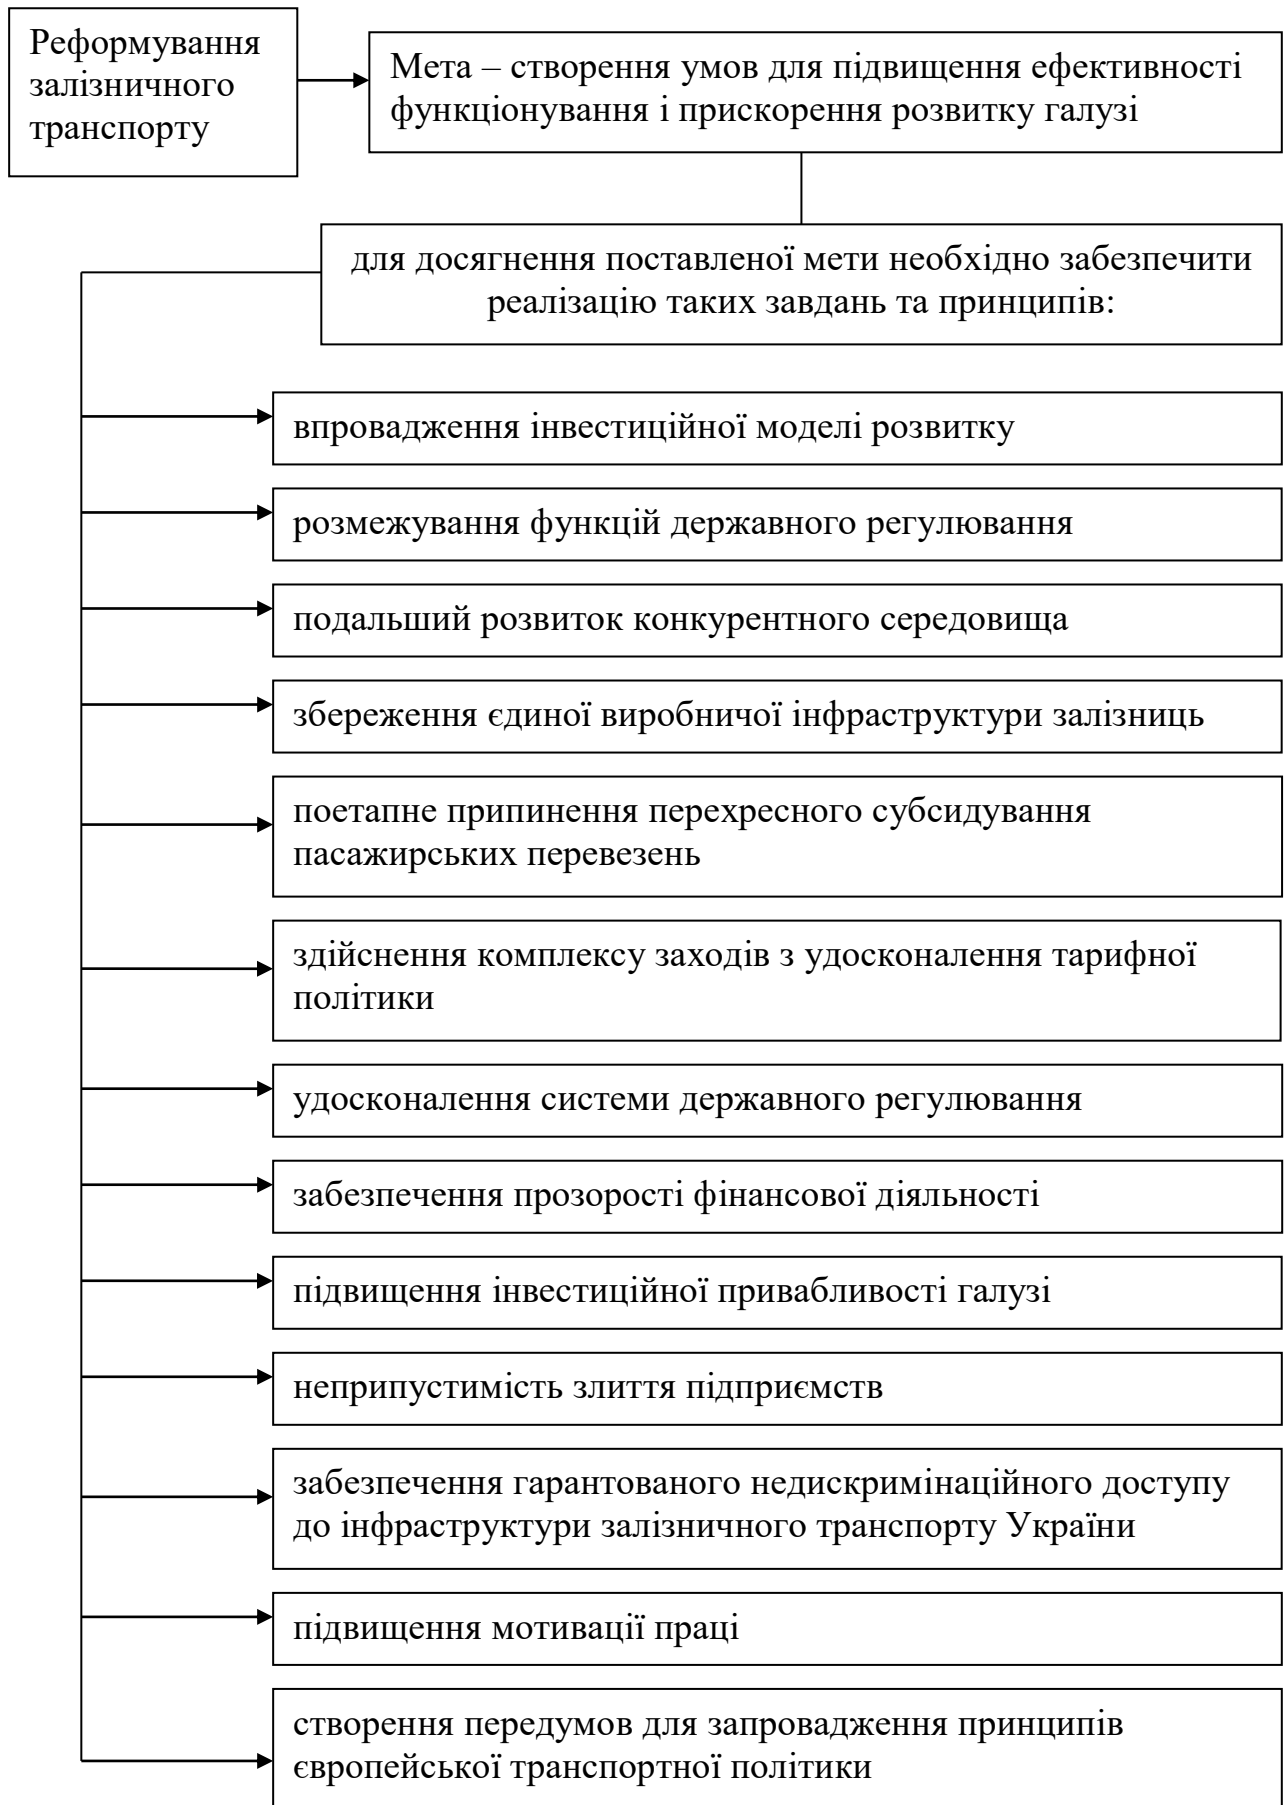 Реформування
залізничного
транспорту
Мета – створення умов для підвищення ефективності
функціонування і прискорення розвитку галузі
для досягнення поставленої мети необхідно забезпечити
реалізацію таких завдань та принципів:
впровадження інвестиційної моделі розвитку
розмежування функцій державного регулювання
подальший розвиток конкурентного середовища
збереження єдиної виробничої інфраструктури залізниць
поетапне припинення перехресного субсидування
пасажирських перевезень
здійснення комплексу заходів з удосконалення тарифної
політики
удосконалення системи державного регулювання
забезпечення прозорості фінансової діяльності
підвищення інвестиційної привабливості галузі
неприпустимість злиття підприємств
забезпечення гарантованого недискримінаційного доступу
до інфраструктури залізничного транспорту України
підвищення мотивації праці
створення передумов для запровадження принципів
європейської транспортної політики